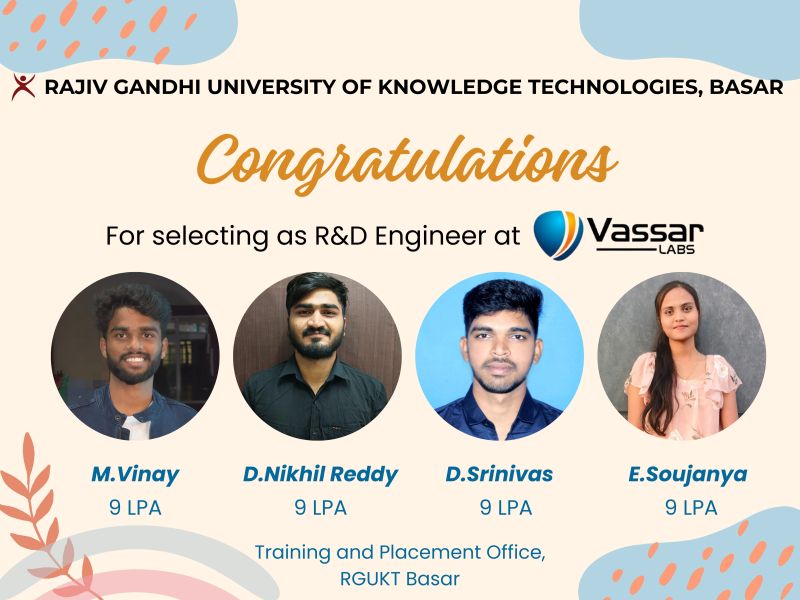 RAJIV GANDHI UNIVERSITY OF KNOWLEDGE TECHNOLOGIES, BASAR
Congratulations
For selecting as R&D Engineer at Vassar
LABS
M.Vinay D.Nikhil Reddy D.Srinivas E.Soujanya
9 LPA 9 LPA 9 LPA 9 LPA
Training and Placement Office,
RGUKT Basar